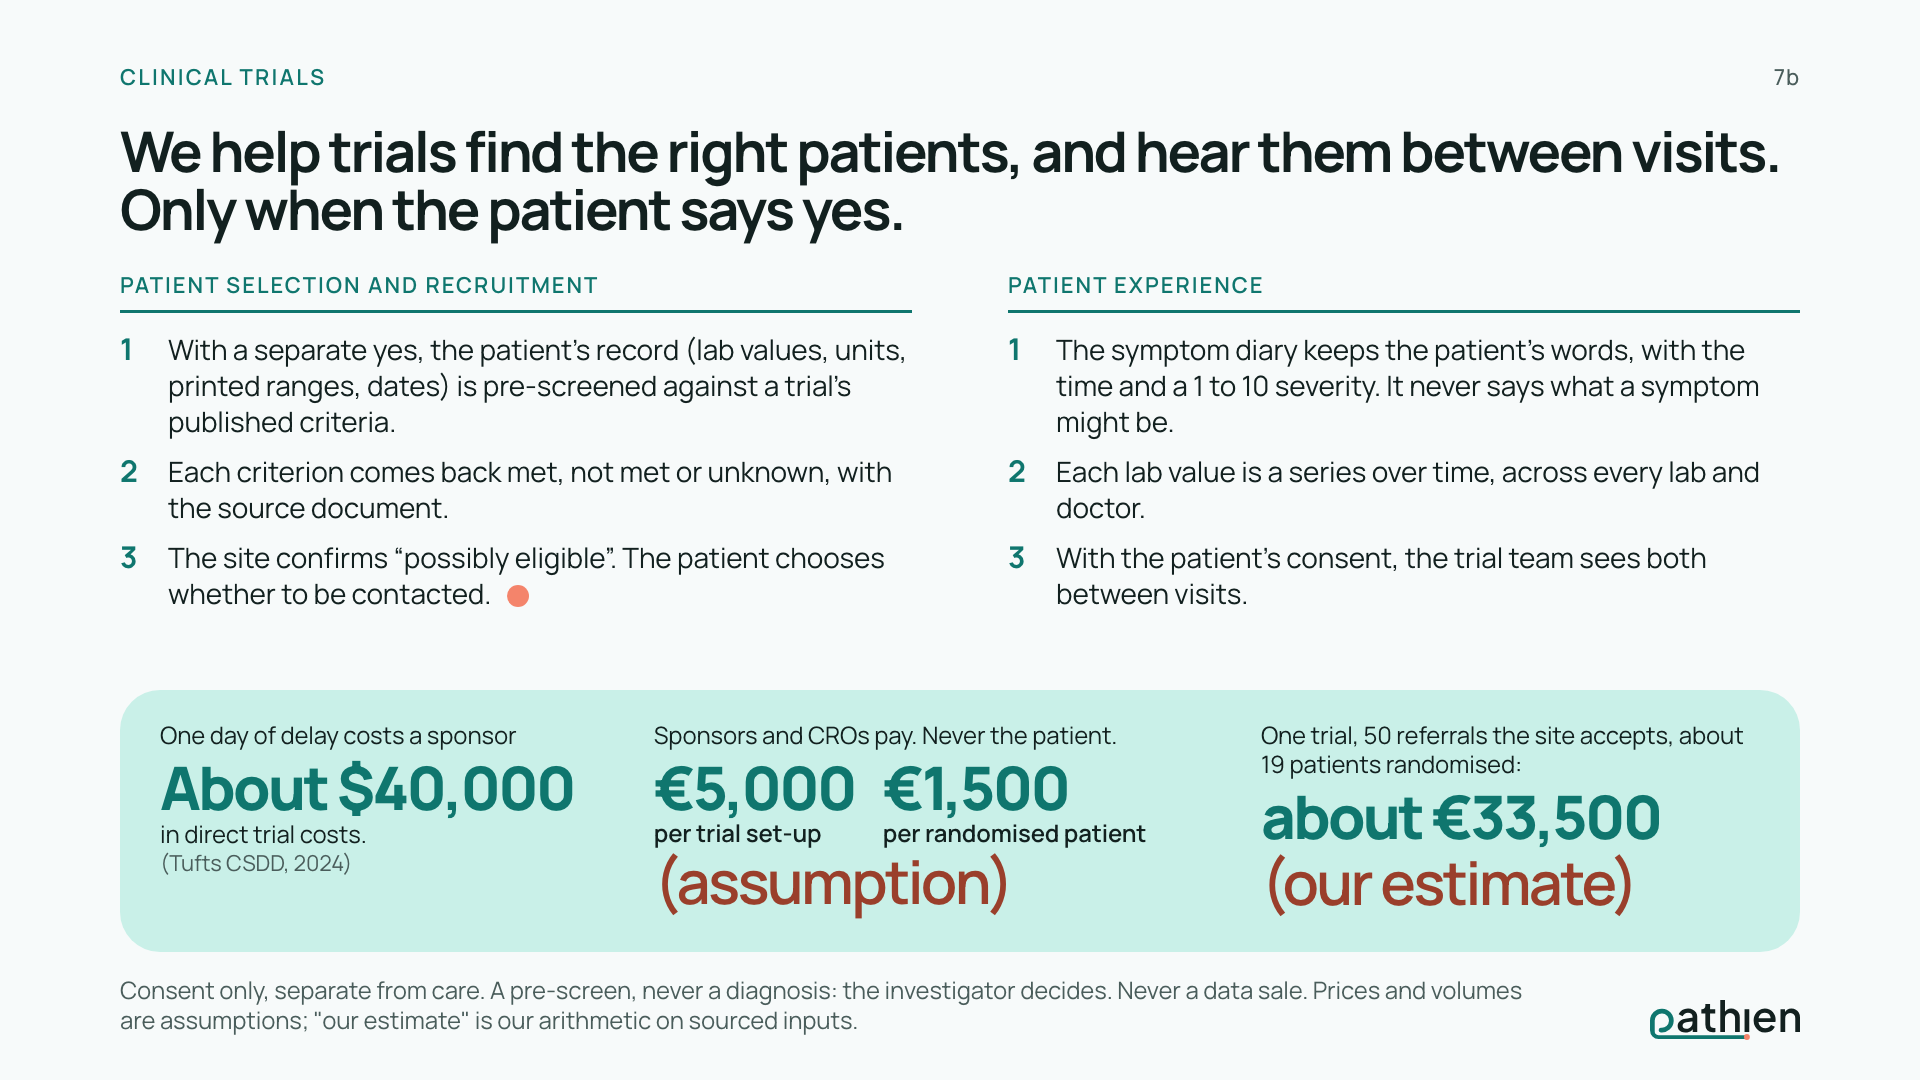 CLINICAL TRIALS
7b
We help trials find the right patients, and hear them between visits.
Only when the patient says yes.
PATIENT SELECTION AND RECRUITMENT
1 With a separate yes, the patient’s record (lab values, units,
printed ranges, dates) is pre-screened against a trial’s
published criteria.
2 Each criterion comes back met, not met or unknown, with
the source document.
3 The site confirms “possibly eligible”. The patient chooses
whether to be contacted.
PATIENT EXPERIENCE
1 The symptom diary keeps the patient’s words, with the
time and a 1 to 10 severity. It never says what a symptom
might be.
2 Each lab value is a series over time, across every lab and
doctor.
3 With the patient’s consent, the trial team sees both
between visits.
One day of delay costs a sponsor
About $40,000
in direct trial costs.
(Tufts CSDD, 2024)
Sponsors and CROs pay. Never the patient.
€5,000 €1,500
per trial set-up per randomised patient
(assumption)
One trial, 50 referrals the site accepts, about
19 patients randomised:
about €33,500
(our estimate)
Consent only, separate from care. A pre-screen, never a diagnosis: the investigator decides. Never a data sale. Prices and volumes
are assumptions; "our estimate" is our arithmetic on sourced inputs.
pathien